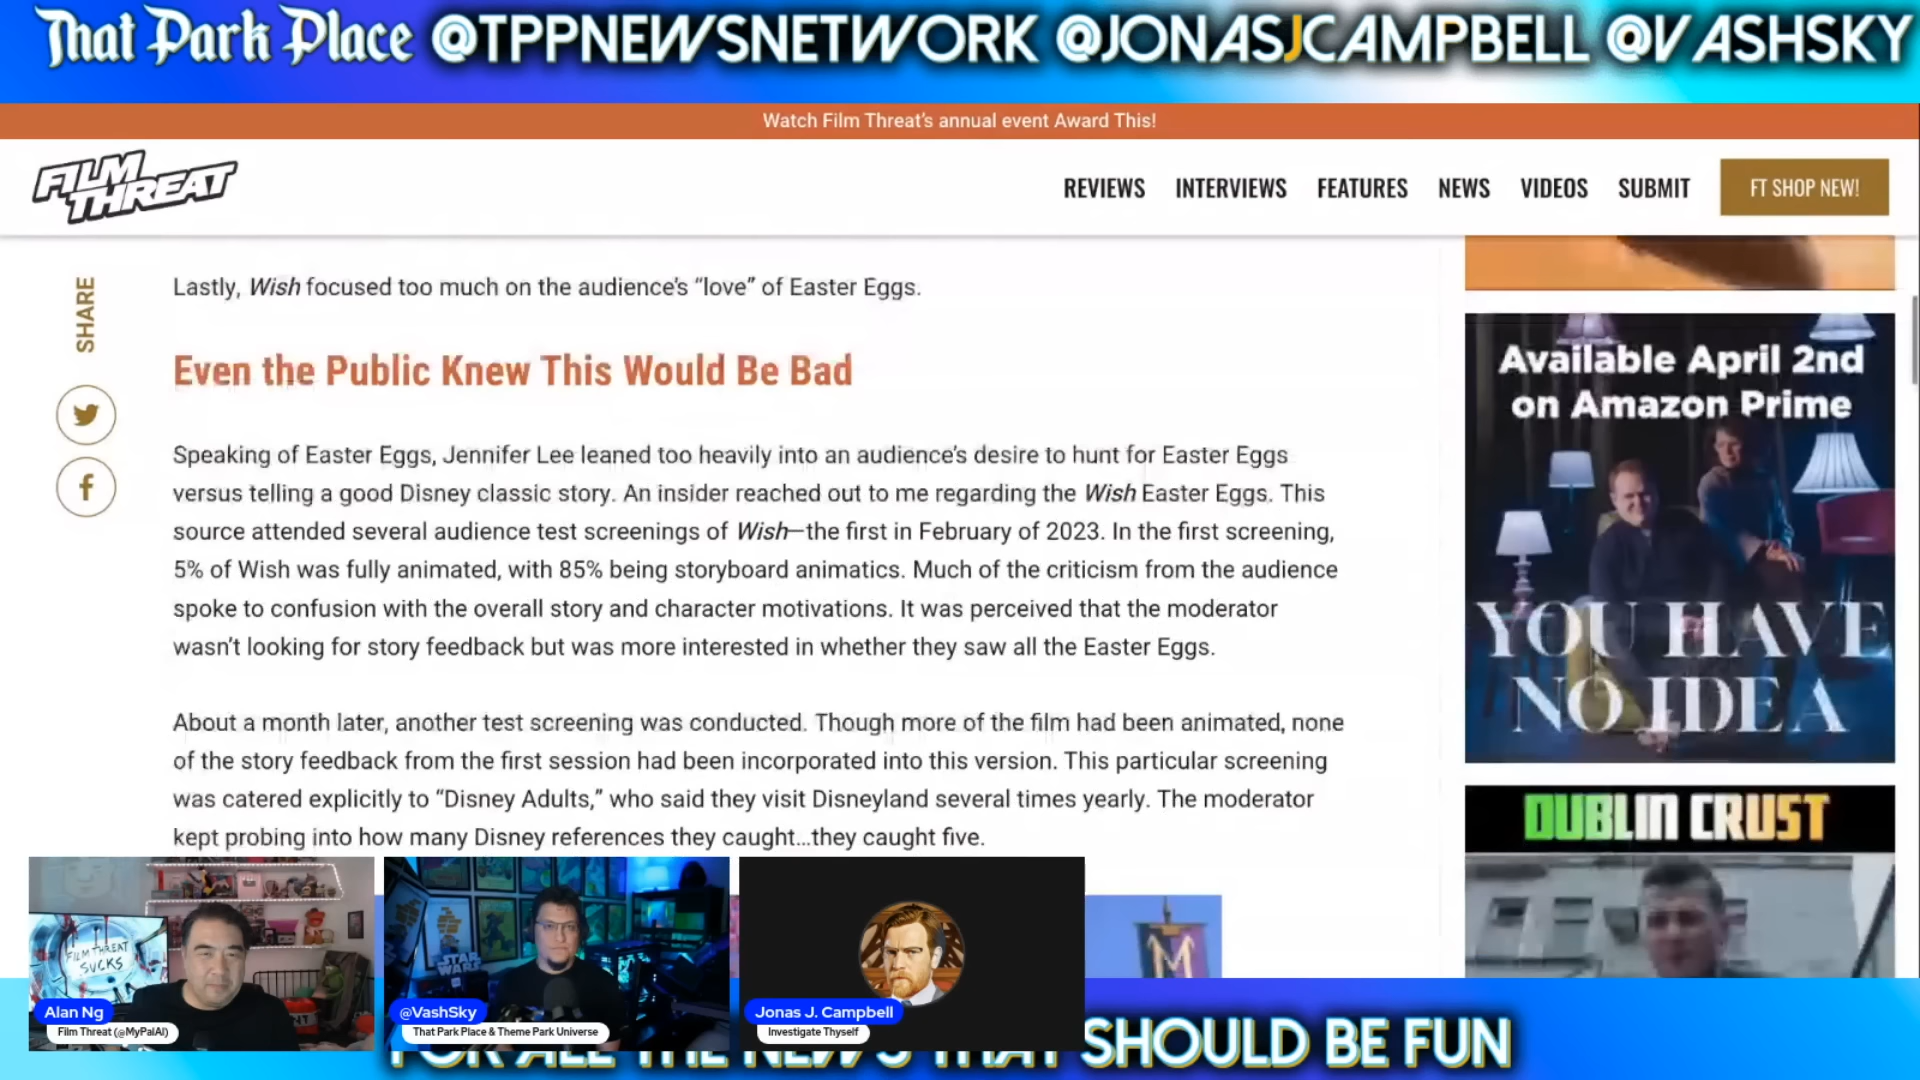 That Park Place @TPPNEWSNETWORK @JONASJCAMPBELL @VASHSKY
Watch Film Threat's annual event Award This!
FILM THREAT
REVIEWS INTERVIEWS FEATURES NEWS VIDEOS SUBMIT FT SHOP NEW!
SHARE
Lastly, Wish focused too much on the audience's “love” of Easter Eggs.
Even the Public Knew This Would Be Bad
Speaking of Easter Eggs, Jennifer Lee leaned too heavily into an audience's desire to hunt for Easter Eggs
versus telling a good Disney classic story. An insider reached out to me regarding the Wish Easter Eggs. This
source attended several audience test screenings of Wish—the first in February of 2023. In the first screening,
5% of Wish was fully animated, with 85% being storyboard animatics. Much of the criticism from the audience
spoke to confusion with the overall story and character motivations. It was perceived that the moderator
wasn't looking for story feedback but was more interested in whether they saw all the Easter Eggs.
About a month later, another test screening was conducted. Though more of the film had been animated, none
of the story feedback from the first session had been incorporated into this version. This particular screening
was catered explicitly to “Disney Adults,” who said they visit Disneyland several times yearly. The moderator
kept probing into how many Disney references they caught...they caught five.
Available April 2nd
on Amazon Prime
YOU HAVE
NO IDEA
DUBLIN CRUST
FILM THREAT
SUCKS
STAR
WARS
M
Alan Ng
Film Threat (@MyPalAl)
@VashSky
That Park Place & Theme Park Universe
Jonas J. Campbell
Investigate Thyself
FOR ALL THE NEWS THAT SHOULD BE FUN